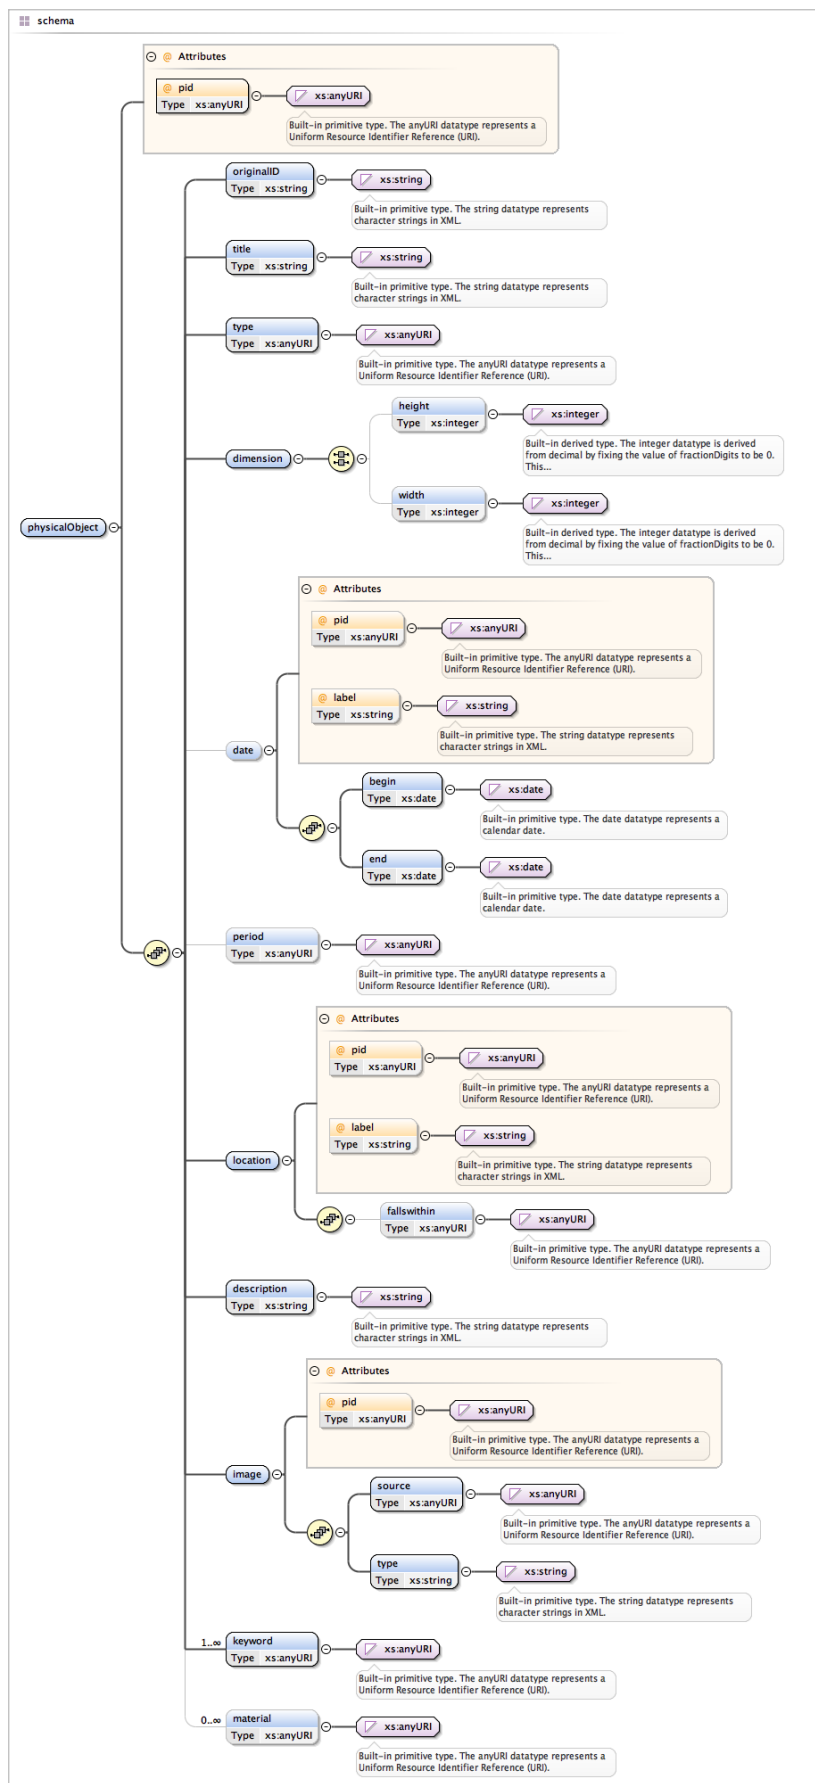 schema
@ Attributes
@ pid
Type xs:anyURI
xs:anyURI
Built-in primitive type. The anyURI datatype represents a
Uniform Resource Identifier Reference (URI).
originalID
Type xs:string
xs:string
Built-in primitive type. The string datatype represents
character strings in XML.
title
Type xs:string
xs:string
Built-in primitive type. The string datatype represents
character strings in XML.
type
Type xs:anyURI
xs:anyURI
Built-in primitive type. The anyURI datatype represents a
Uniform Resource Identifier Reference (URI).
dimension
height
Type xs:integer
xs:integer
Built-in derived type. The integer datatype is derived
from decimal by fixing the value of fractionDigits to be 0.
This...
width
Type xs:integer
xs:integer
Built-in derived type. The integer datatype is derived
from decimal by fixing the value of fractionDigits to be 0.
This...
physicalObject
date
@ Attributes
@ pid
Type xs:anyURI
xs:anyURI
Built-in primitive type. The anyURI datatype represents a
Uniform Resource Identifier Reference (URI).
@ label
Type xs:string
xs:string
Built-in primitive type. The string datatype represents
character strings in XML.
begin
Type xs:date
xs:date
Built-in primitive type. The date datatype represents a
calendar date.
end
Type xs:date
xs:date
Built-in primitive type. The date datatype represents a
calendar date.
period
Type xs:anyURI
xs:anyURI
Built-in primitive type. The anyURI datatype represents a
Uniform Resource Identifier Reference (URI).
location
@ Attributes
@ pid
Type xs:anyURI
xs:anyURI
Built-in primitive type. The anyURI datatype represents a
Uniform Resource Identifier Reference (URI).
@ label
Type xs:string
xs:string
Built-in primitive type. The string datatype represents
character strings in XML.
fallswithin
Type xs:anyURI
xs:anyURI
Built-in primitive type. The anyURI datatype represents a
Uniform Resource Identifier Reference (URI).
description
Type xs:string
xs:string
Built-in primitive type. The string datatype represents
character strings in XML.
image
@ Attributes
@ pid
Type xs:anyURI
xs:anyURI
Built-in primitive type. The anyURI datatype represents a
Uniform Resource Identifier Reference (URI).
source
Type xs:anyURI
xs:anyURI
Built-in primitive type. The anyURI datatype represents a
Uniform Resource Identifier Reference (URI).
type
Type xs:string
xs:string
Built-in primitive type. The string datatype represents
character strings in XML.
1..∞
keyword
Type xs:anyURI
xs:anyURI
Built-in primitive type. The anyURI datatype represents a
Uniform Resource Identifier Reference (URI).
0..∞
material
Type xs:anyURI
xs:anyURI
Built-in primitive type. The anyURI datatype represents a
Uniform Resource Identifier Reference (URI).